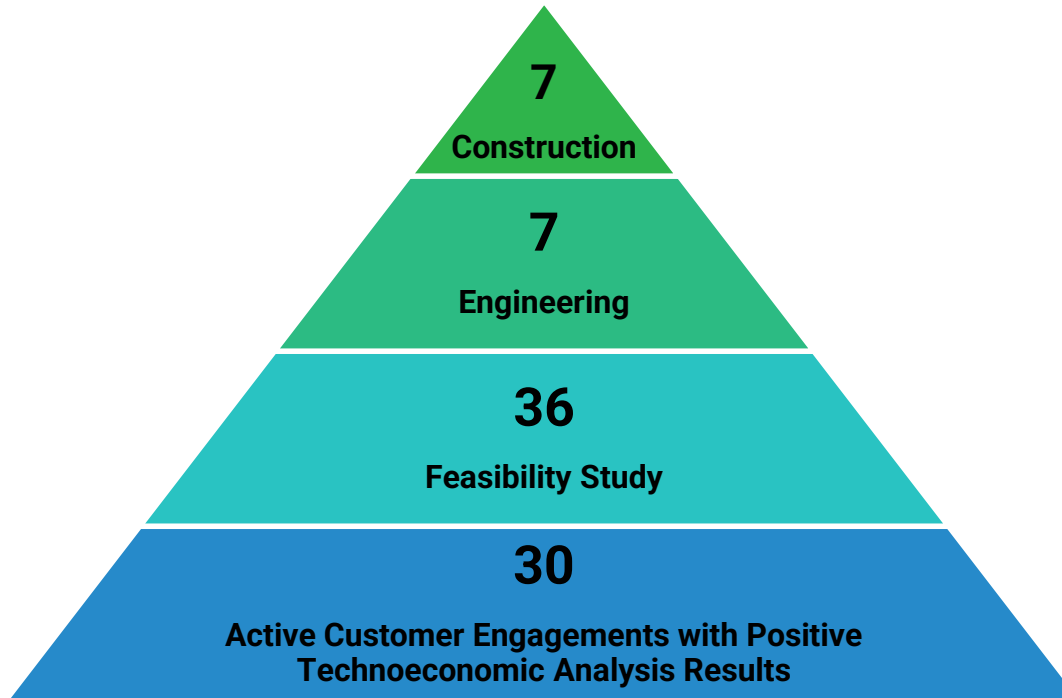 7
Construction
7
Engineering
36
Feasibility Study
30
Active Customer Engagements with Positive
Technoeconomic Analysis Results